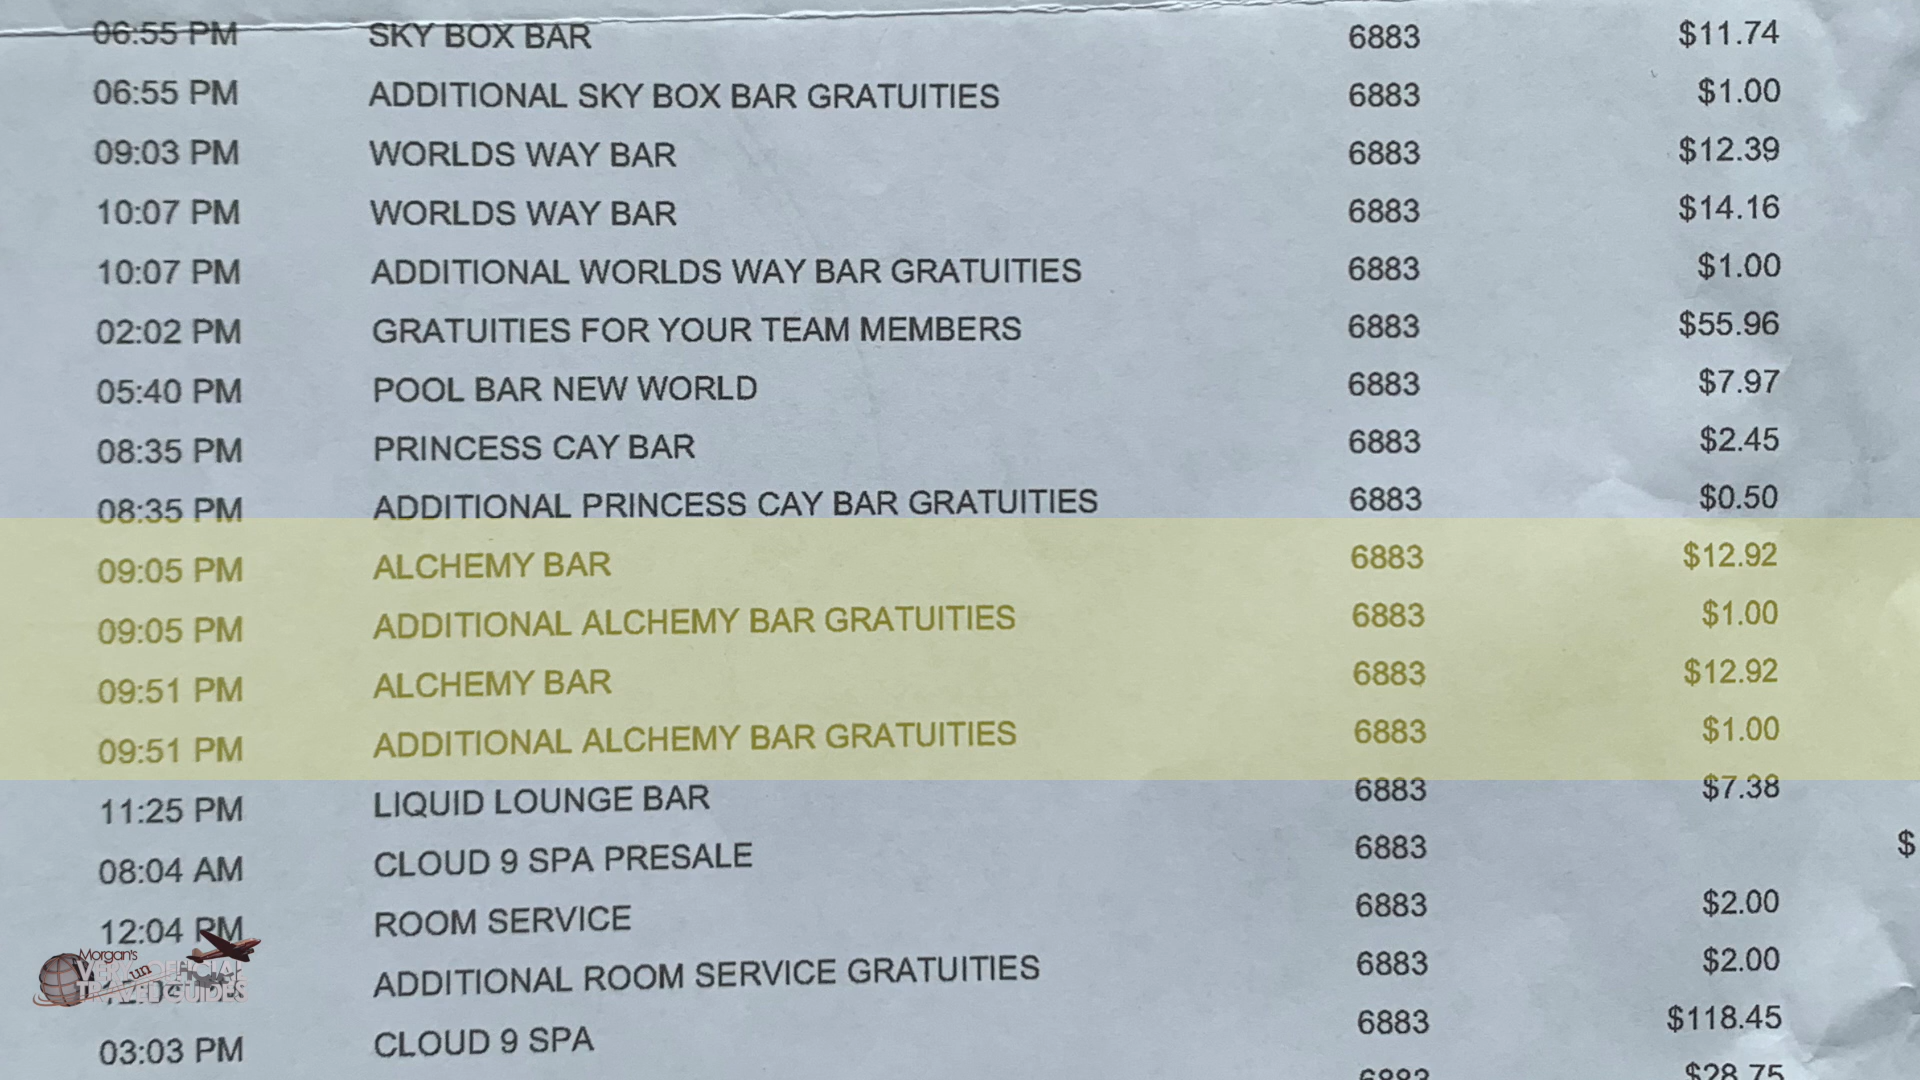 06:55 PM SKY BOX BAR 6883 $11.74
06:55 PM ADDITIONAL SKY BOX BAR GRATUITIES 6883 $1.00
09:03 PM WORLDS WAY BAR 6883 $12.39
10:07 PM WORLDS WAY BAR 6883 $14.16
10:07 PM ADDITIONAL WORLDS WAY BAR GRATUITIES 6883 $1.00
02:02 PM GRATUITIES FOR YOUR TEAM MEMBERS 6883 $55.96
05:40 PM POOL BAR NEW WORLD 6883 $7.97
08:35 PM PRINCESS CAY BAR 6883 $2.45
08:35 PM ADDITIONAL PRINCESS CAY BAR GRATUITIES 6883 $0.50
09:05 PM ALCHEMY BAR 6883 $12.92
09:05 PM ADDITIONAL ALCHEMY BAR GRATUITIES 6883 $1.00
09:51 PM ALCHEMY BAR 6883 $12.92
09:51 PM ADDITIONAL ALCHEMY BAR GRATUITIES 6883 $1.00
11:25 PM LIQUID LOUNGE BAR 6883 $7.38
08:04 AM CLOUD 9 SPA PRESALE 6883 $
12:04 PM ROOM SERVICE 6883 $2.00
ADDITIONAL ROOM SERVICE GRATUITIES 6883 $2.00
03:03 PM CLOUD 9 SPA 6883 $118.45
6883 $28.75
Morgan's
VERY UnOFFICIAL
TRAVEL GUIDES